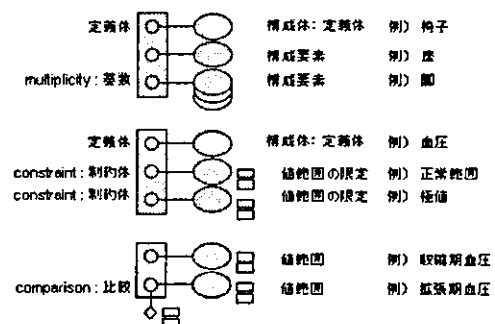 定義体 構成体: 定義体 例) 椅子
構成要素 例) 座
multiplicity : 基数 構成要素 例) 脚
定義体 構成体: 定義体 例) 血圧
constraint : 制約体 値範囲の限定 例) 正常範囲
constraint : 制約体 値範囲の限定 例) 極値
値範囲 例) 収縮期血圧
comparison : 比較 値範囲 例) 拡張期血圧